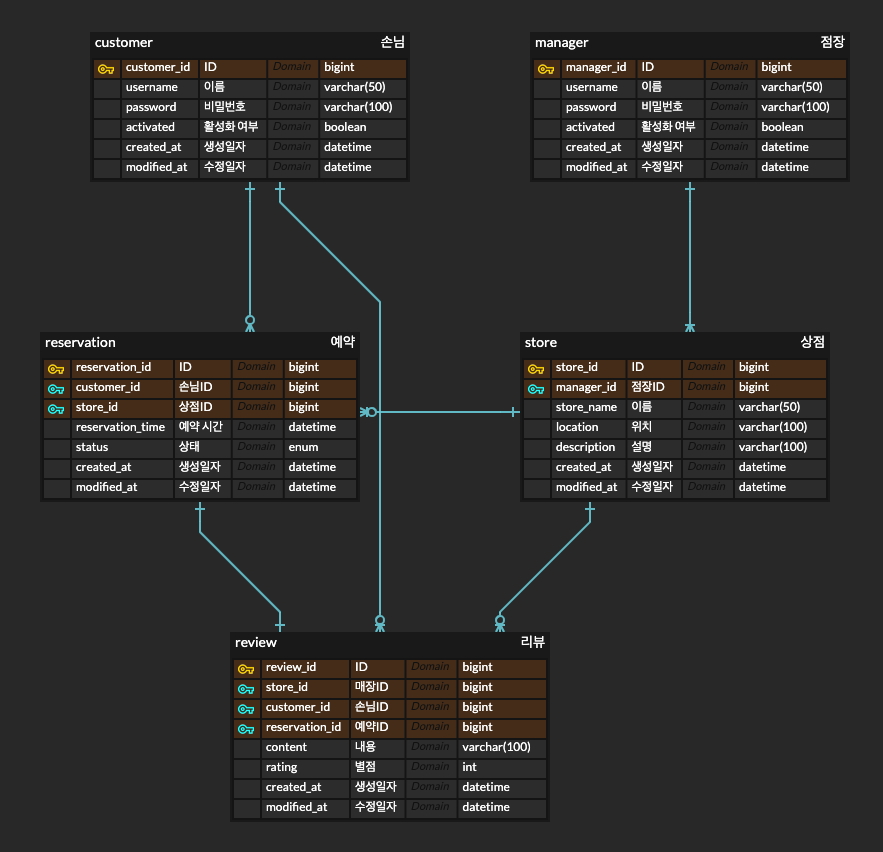 customer 손님
customer_id ID Domain bigint
username 이름 Domain varchar(50)
password 비밀번호 Domain varchar(100)
activated 활성화 여부 Domain boolean
created_at 생성일자 Domain datetime
modified_at 수정일자 Domain datetime
manager 점장
manager_id ID Domain bigint
username 이름 Domain varchar(50)
password 비밀번호 Domain varchar(100)
activated 활성화 여부 Domain boolean
created_at 생성일자 Domain datetime
modified_at 수정일자 Domain datetime
reservation 예약
reservation_id ID Domain bigint
customer_id 손님ID Domain bigint
store_id 상점ID Domain bigint
reservation_time 예약 시간 Domain datetime
status 상태 Domain enum
created_at 생성일자 Domain datetime
modified_at 수정일자 Domain datetime
store 상점
store_id ID Domain bigint
manager_id 점장ID Domain bigint
store_name 이름 Domain varchar(50)
location 위치 Domain varchar(100)
description 설명 Domain varchar(100)
created_at 생성일자 Domain datetime
modified_at 수정일자 Domain datetime
review 리뷰
review_id ID Domain bigint
store_id 매장ID Domain bigint
customer_id 손님ID Domain bigint
reservation_id 예약ID Domain bigint
content 내용 Domain varchar(100)
rating 별점 Domain int
created_at 생성일자 Domain datetime
modified_at 수정일자 Domain datetime